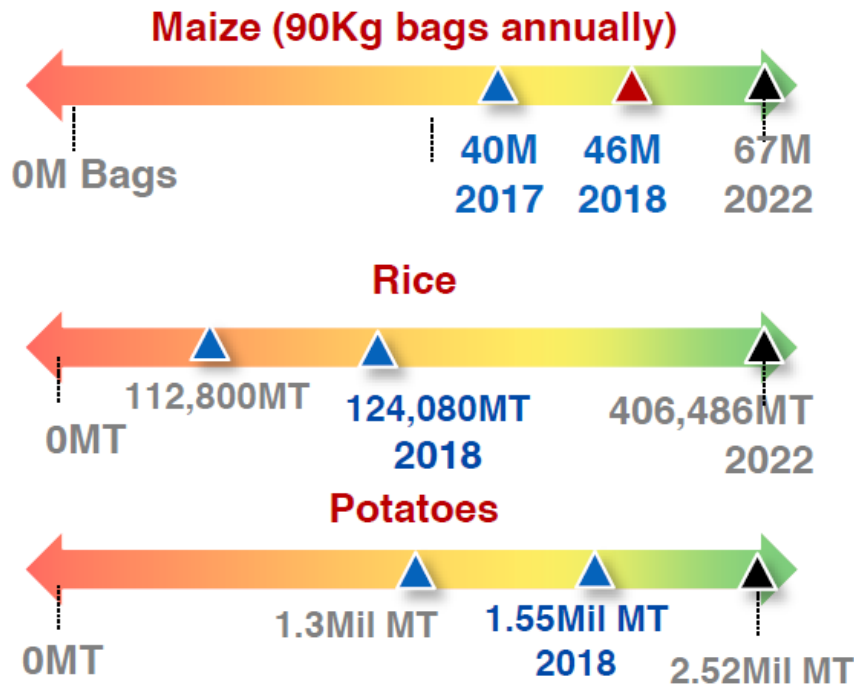 Maize (90Kg bags annually)
0M Bags
40M
2017
46M
2018
67M
2022
Rice
0MT
112,800MT
124,080MT
2018
406,486MT
2022
Potatoes
0MT
1.3Mil MT
1.55Mil MT
2018
2.52Mil MT